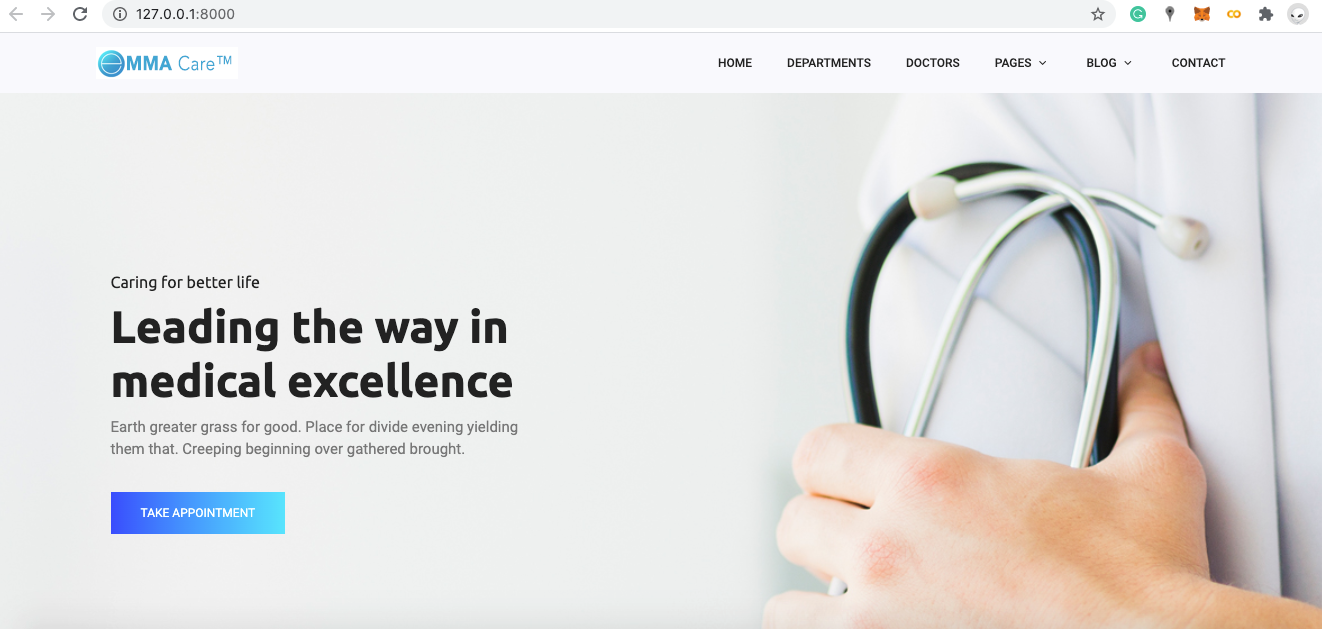 127.0.0.1:8000
MMA Care™
HOME
DEPARTMENTS
DOCTORS
PAGES
BLOG
CONTACT
Caring for better life
Leading the way in
medical excellence
Earth greater grass for good. Place for divide evening yielding
them that. Creeping beginning over gathered brought.
TAKE APPOINTMENT